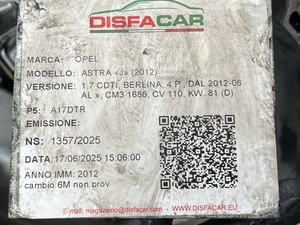 DISFACAR
MARCA: OPEL
MODELLO: ASTRA «J» (2012)
VERSIONE: 1.7 CDTI, BERLINA, 4 P., DAL 2012-06
AL », CM3 1686, CV 110, KW. 81 (D)
P5: A17DTR
EMISSIONE:
NS: 1357/2025
DATA:17/06/2025 15:06:00
ANNO IMM: 2012
cambio 6M non prov
E-mail: magazzino@disfacar.eu WWW.DISFACAR.EU